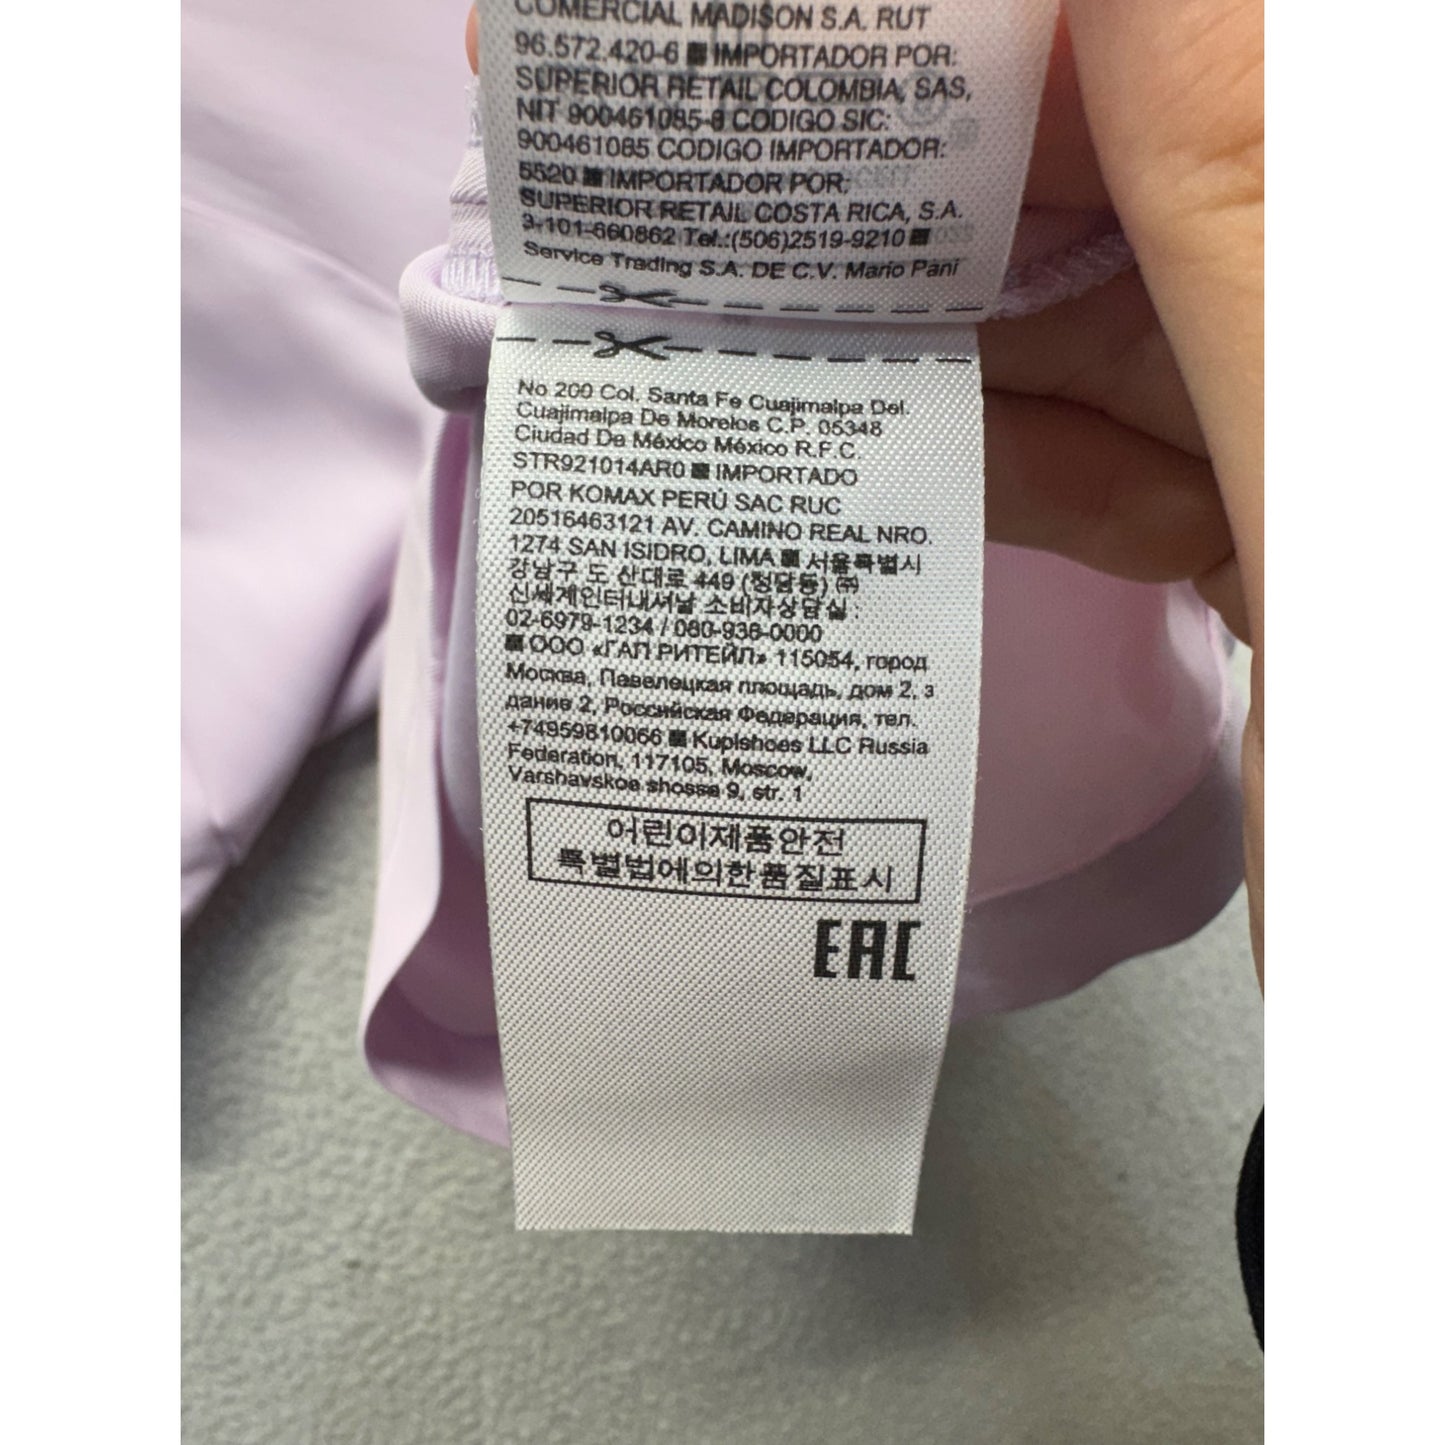 COMERCIAL MADISON S.A. RUT
96.572.420-6 ■ IMPORTADOR POR:
SUPERIOR RETAIL COLOMBIA, SAS,
NIT 900461085-8 CODIGO SIC:
900461085 CODIGO IMPORTADOR:
5520 ■ IMPORTADOR POR:
SUPERIOR RETAIL COSTA RICA, S.A.
3-101-660862 Tel.:(506)2519-9210 ■
Service Trading S.A. DE C.V. Mario Pani
No 200 Col. Santa Fe Cuajimalpa Del.
Cuajimalpa De Morelos C.P. 05348
Ciudad De México México R.F.C.
STR921014AR0 ■ IMPORTADO
POR KOMAX PERÚ SAC RUC
20516463121 AV. CAMINO REAL NRO.
1274 SAN ISIDRO, LIMA ■ 서울특별시
강남구 도 산대로 449 (청담동) ㈜
신세계인터내셔날 소비자상담실 :
02-6979-1234 / 080-936-0000
■ ООО «ГАП РИТЕЙЛ» 115054, город
Москва, Павелецкая площадь, дом 2, з
дание 2, Российская Федерация, тел.
+74959810066 ■ Kupishoes LLC Russia
Federation, 117105, Moscow,
Varshavskoe shosse 9, str. 1
어린이제품안전
특별법에의한품질표시
EAC